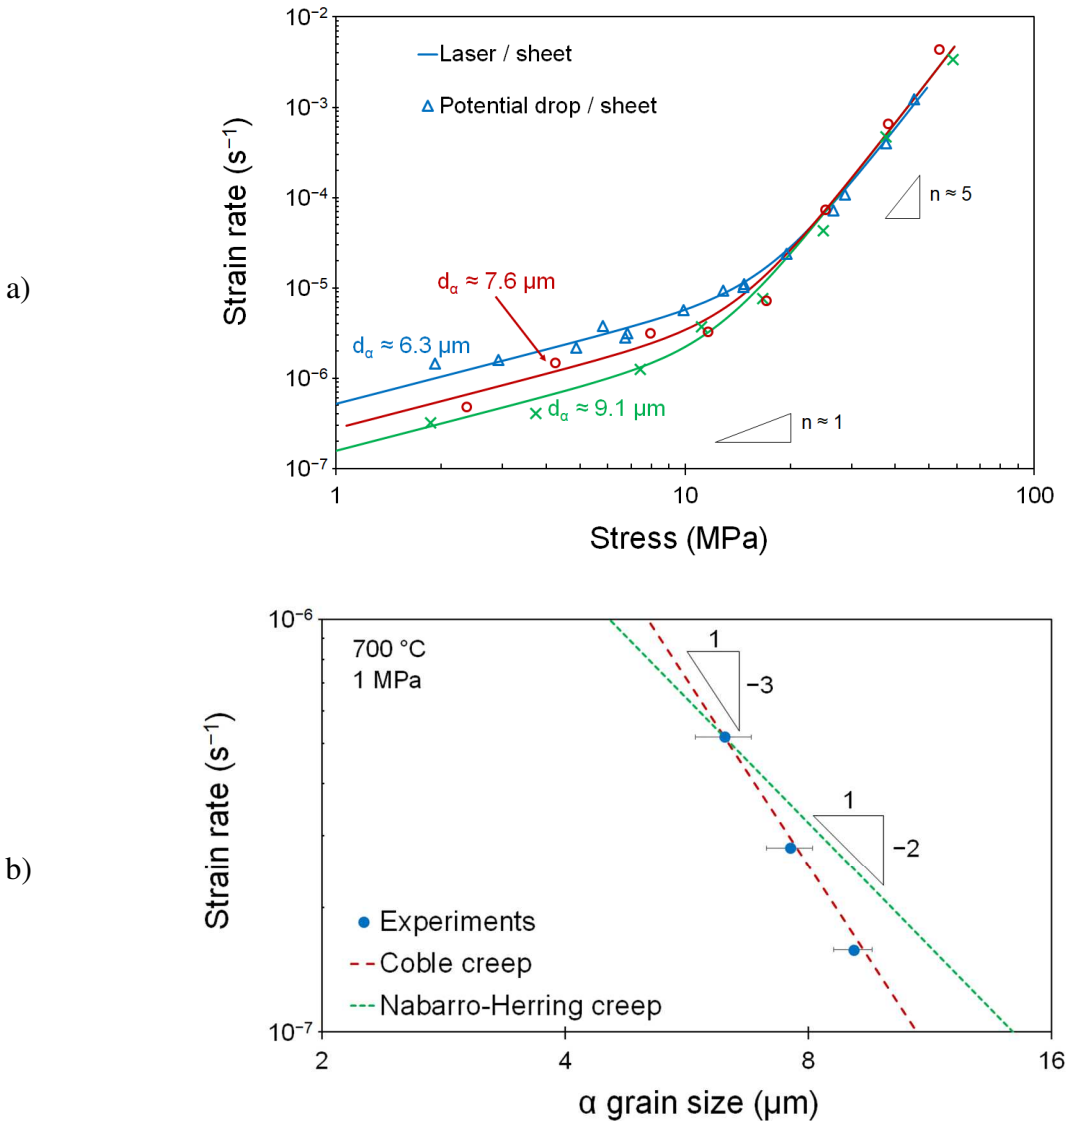 a)
10⁻²
10⁻³
10⁻⁴
10⁻⁵
10⁻⁶
10⁻⁷
Strain rate (s⁻¹)
Laser / sheet
Potential drop / sheet
n ≈ 5
dα ≈ 7.6 µm
dα ≈ 6.3 µm
dα ≈ 9.1 µm
n ≈ 1
1 10 100
Stress (MPa)
b)
10⁻⁶
10⁻⁷
Strain rate (s⁻¹)
700 °C
1 MPa
1
−3
1
−2
Experiments
Coble creep
Nabarro-Herring creep
2 4 8 16
α grain size (µm)